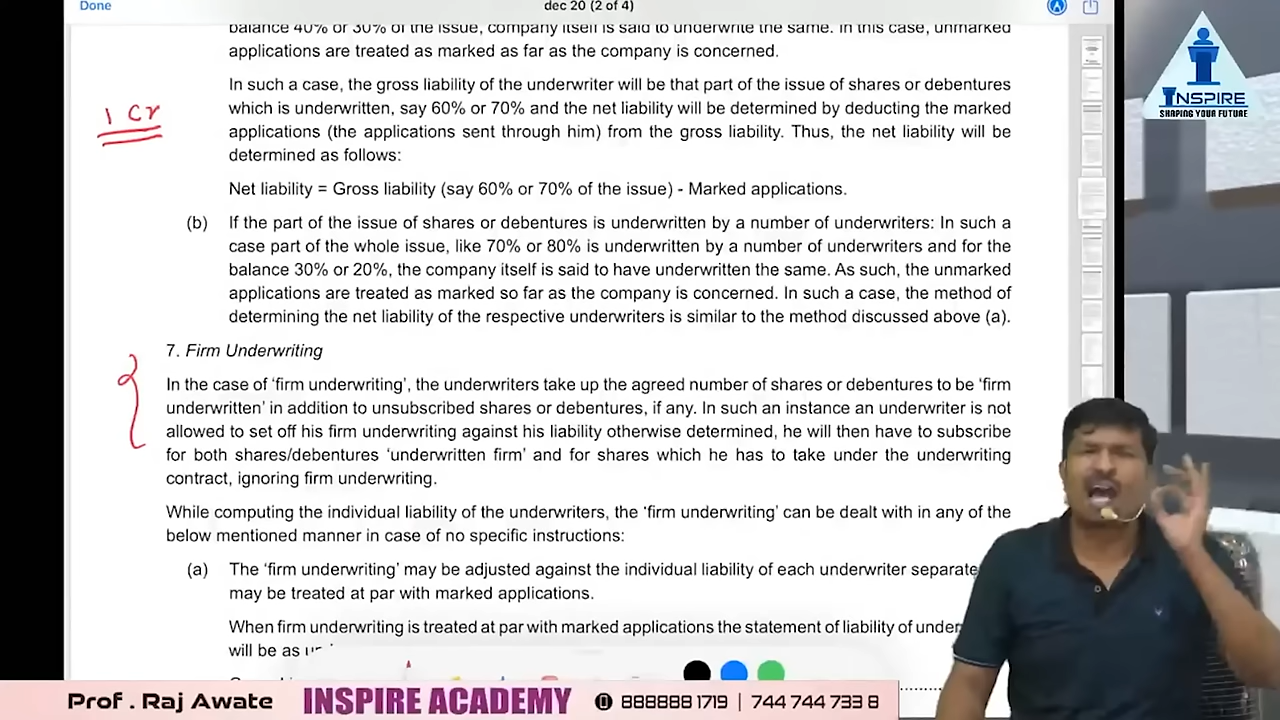 Done
dec 20 (2 of 4)
balance 40% or 30% of the issue, company itself is said to underwrite the same. In this case, unmarked
applications are treated as marked as far as the company is concerned.
In such a case, the gross liability of the underwriter will be that part of the issue of shares or debentures
which is underwritten, say 60% or 70% and the net liability will be determined by deducting the marked
applications (the applications sent through him) from the gross liability. Thus, the net liability will be
determined as follows:
1 Cr
Net liability = Gross liability (say 60% or 70% of the issue) - Marked applications.
(b) If the part of the issue of shares or debentures is underwritten by a number of underwriters: In such a
case part of the whole issue, like 70% or 80% is underwritten by a number of underwriters and for the
balance 30% or 20%, the company itself is said to have underwritten the same. As such, the unmarked
applications are treated as marked so far as the company is concerned. In such a case, the method of
determining the net liability of the respective underwriters is similar to the method discussed above (a).
7. Firm Underwriting
In the case of ‘firm underwriting’, the underwriters take up the agreed number of shares or debentures to be ‘firm
underwritten’ in addition to unsubscribed shares or debentures, if any. In such an instance an underwriter is not
allowed to set off his firm underwriting against his liability otherwise determined, he will then have to subscribe
for both shares/debentures ‘underwritten firm’ and for shares which he has to take under the underwriting
contract, ignoring firm underwriting.
While computing the individual liability of the underwriters, the ‘firm underwriting’ can be dealt with in any of the
below mentioned manner in case of no specific instructions:
(a) The ‘firm underwriting’ may be adjusted against the individual liability of each underwriter
may be treated at par with marked applications.
When firm underwriting is treated at par with marked applications the statement of liability of
will be as
INSPIRE
SHAPING YOUR FUTURE
Prof . Raj Awate INSPIRE ACADEMY 888888 1719 | 744 744 733 8